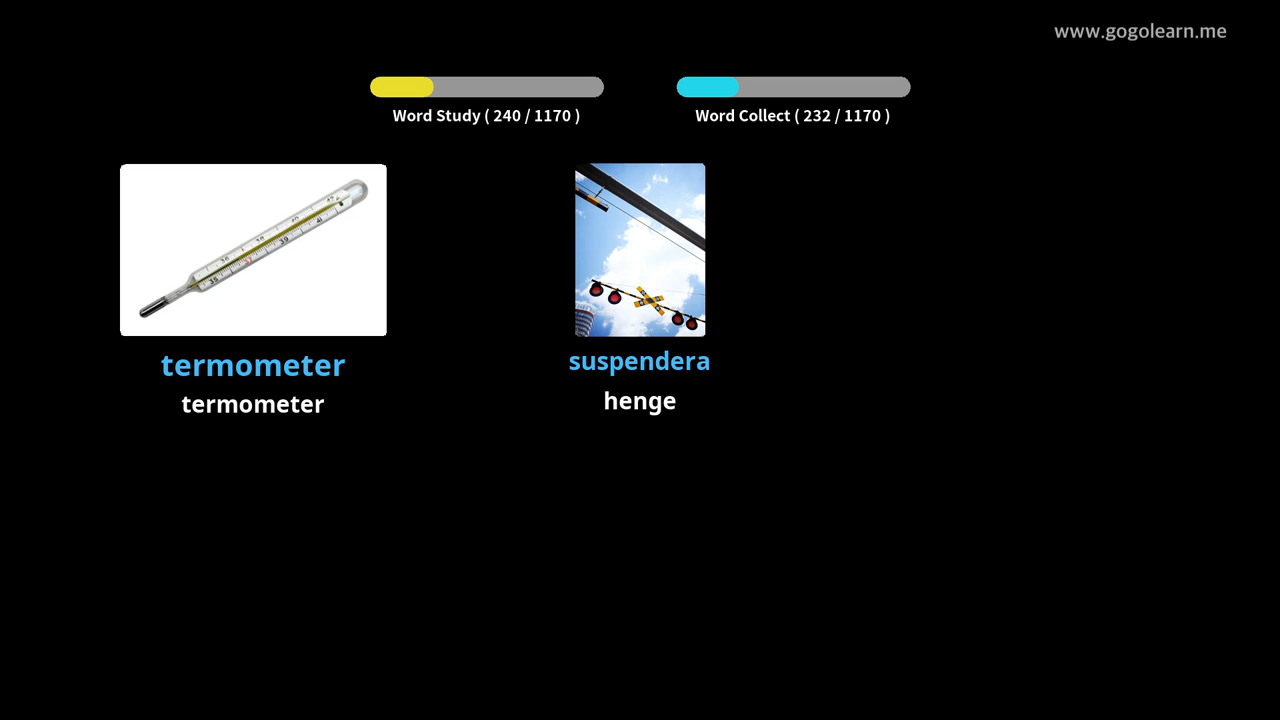 www.gogolearn.me
Word Study ( 240 / 1170 )
Word Collect ( 232 / 1170 )
termometer
termometer
suspendera
henge